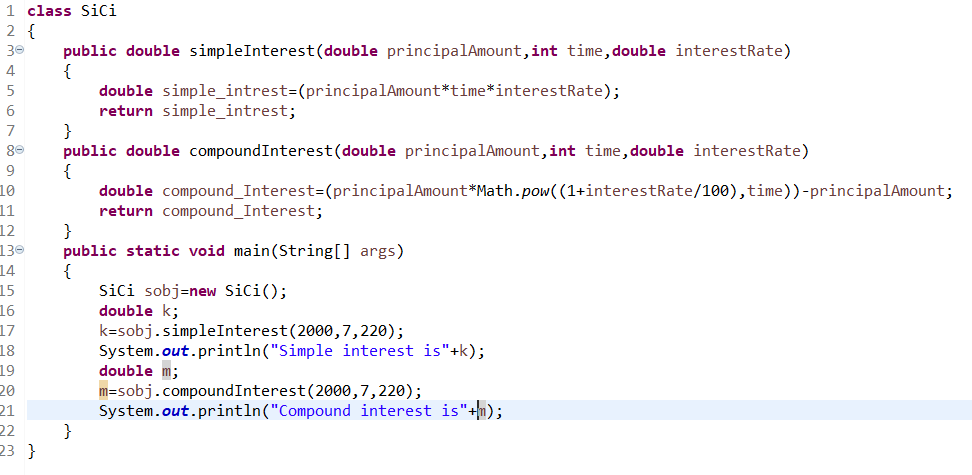 1 class SiCi
2 {
3 public double simpleInterest(double principalAmount,int time,double interestRate)
4 {
5 double simple_intrest=(principalAmount*time*interestRate);
6 return simple_intrest;
7 }
8 public double compoundInterest(double principalAmount,int time,double interestRate)
9 {
10 double compound_Interest=(principalAmount*Math.pow((1+interestRate/100),time))-principalAmount;
11 return compound_Interest;
12 }
13 public static void main(String[] args)
14 {
15 SiCi sobj=new SiCi();
16 double k;
17 k=sobj.simpleInterest(2000,7,220);
18 System.out.println("Simple interest is"+k);
19 double m;
20 m=sobj.compoundInterest(2000,7,220);
21 System.out.println("Compound interest is"+m);
22 }
23 }